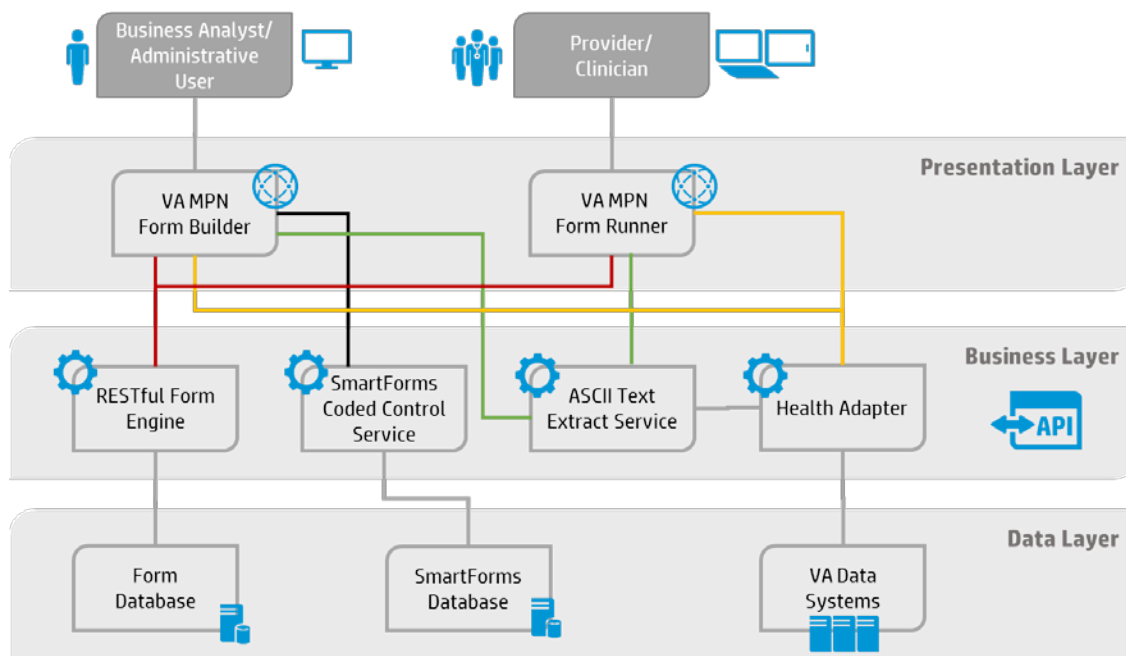 Business Analyst/
Administrative
User
Provider/
Clinician
Presentation Layer
VA MPN
Form Builder
VA MPN
Form Runner
Business Layer
RESTful Form
Engine
SmartForms
Coded Control
Service
ASCII Text
Extract Service
Health Adapter
API
Data Layer
Form
Database
SmartForms
Database
VA Data
Systems